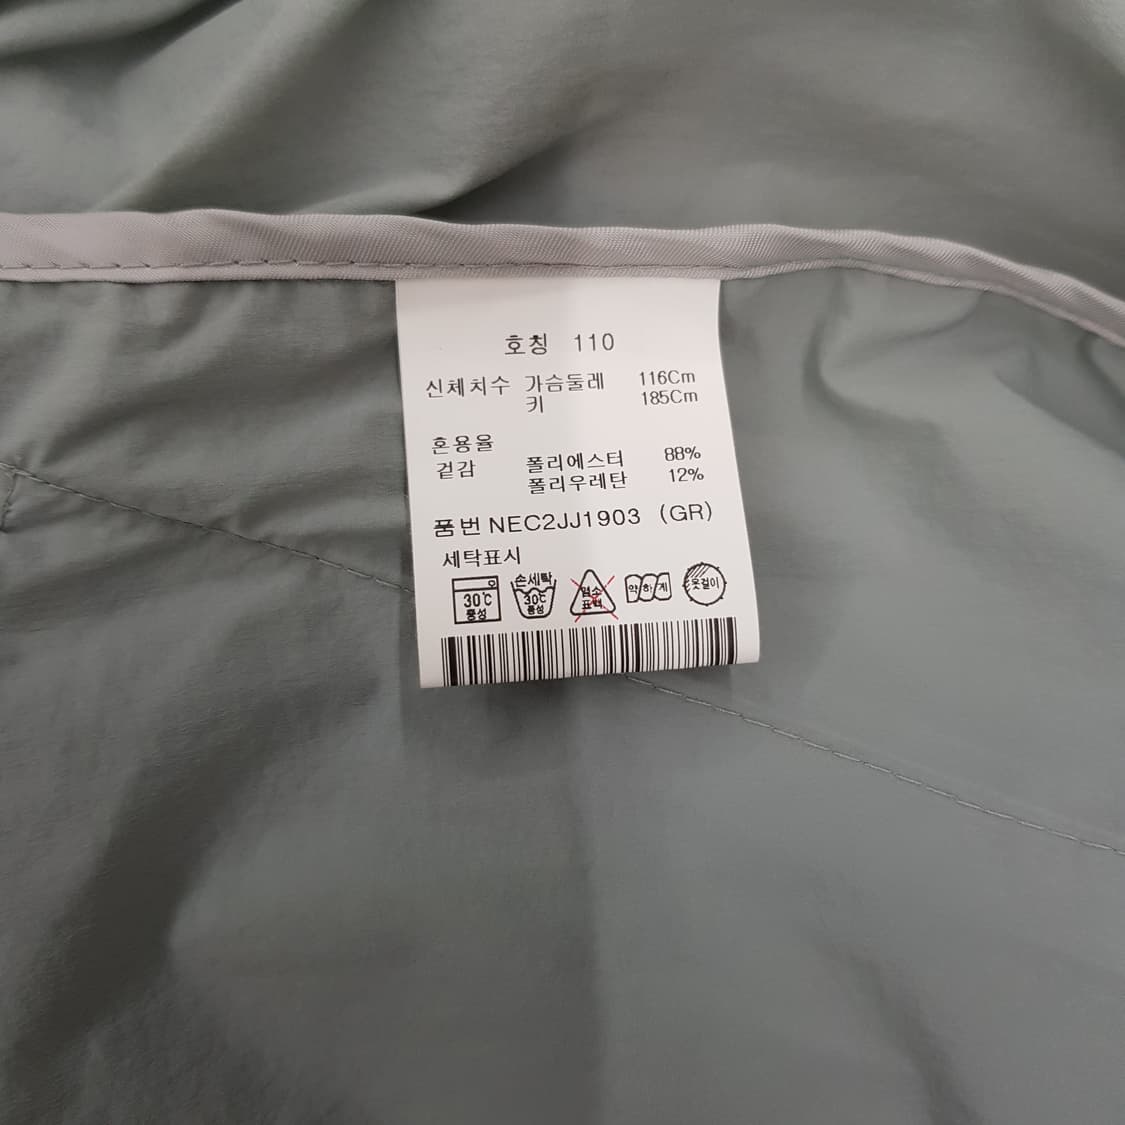 호칭 110
신체치수 가슴둘레 116Cm
키 185Cm
혼용율
겉감 폴리에스터 88%
폴리우레탄 12%
품번 NEC2JJ1903 (GR)
세탁표시
30℃ 중성
손세탁 30℃ 중성
염소 표백
약하게
옷걸이